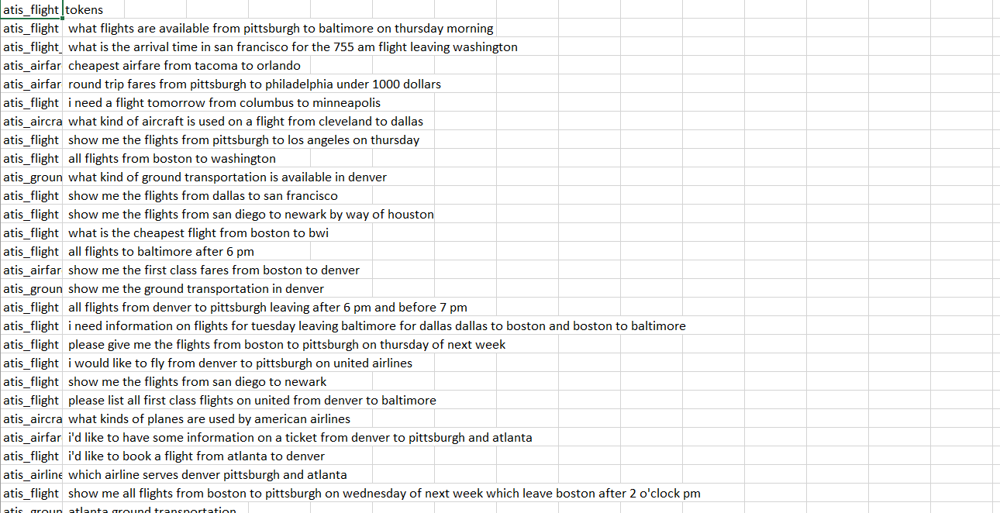 atis_flight tokens
atis_flight what flights are available from pittsburgh to baltimore on thursday morning
atis_flight_ what is the arrival time in san francisco for the 755 am flight leaving washington
atis_airfar cheapest airfare from tacoma to orlando
atis_airfar round trip fares from pittsburgh to philadelphia under 1000 dollars
atis_flight i need a flight tomorrow from columbus to minneapolis
atis_aircra what kind of aircraft is used on a flight from cleveland to dallas
atis_flight show me the flights from pittsburgh to los angeles on thursday
atis_flight all flights from boston to washington
atis_groun what kind of ground transportation is available in denver
atis_flight show me the flights from dallas to san francisco
atis_flight show me the flights from san diego to newark by way of houston
atis_flight what is the cheapest flight from boston to bwi
atis_flight all flights to baltimore after 6 pm
atis_airfar show me the first class fares from boston to denver
atis_groun show me the ground transportation in denver
atis_flight all flights from denver to pittsburgh leaving after 6 pm and before 7 pm
atis_flight i need information on flights for tuesday leaving baltimore for dallas dallas to boston and boston to baltimore
atis_flight please give me the flights from boston to pittsburgh on thursday of next week
atis_flight i would like to fly from denver to pittsburgh on united airlines
atis_flight show me the flights from san diego to newark
atis_flight please list all first class flights on united from denver to baltimore
atis_aircra what kinds of planes are used by american airlines
atis_airfar i'd like to have some information on a ticket from denver to pittsburgh and atlanta
atis_flight i'd like to book a flight from atlanta to denver
atis_airline which airline serves denver pittsburgh and atlanta
atis_flight show me all flights from boston to pittsburgh on wednesday of next week which leave boston after 2 o'clock pm
atis_groun atlanta ground transportation